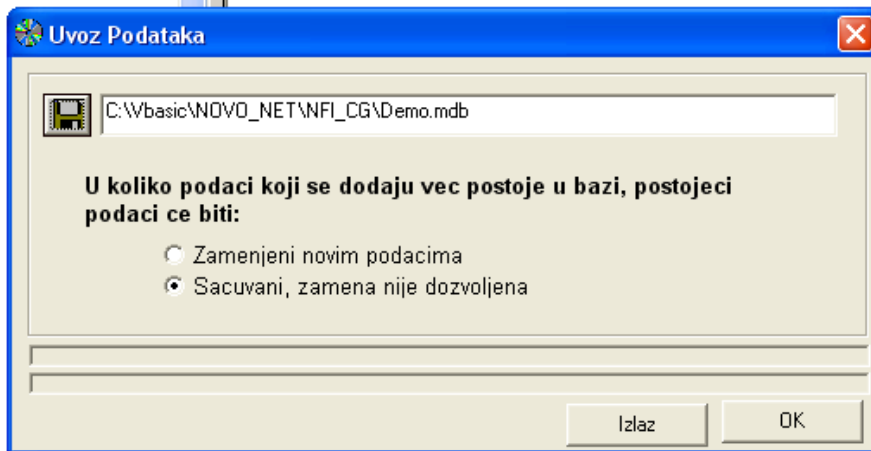 Uvoz Podataka
C:\Vbasic\NOVO_NET\NFI_CG\Demo.mdb
U koliko podaci koji se dodaju vec postoje u bazi, postojeci
podaci ce biti:
Zamenjeni novim podacima
Sacuvani, zamena nije dozvoljena
Izlaz
OK